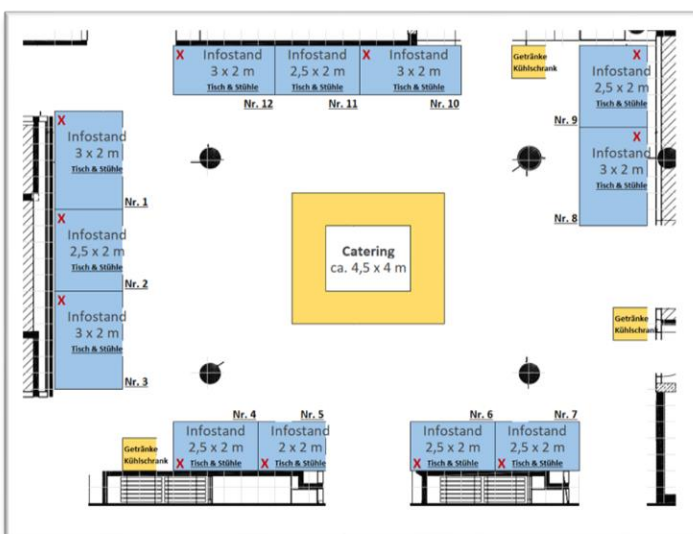 X Infostand
3 x 2 m
Tisch & Stühle
Nr. 12
Infostand
2,5 x 2 m
Tisch & Stühle
Nr. 11
X Infostand
3 x 2 m
Tisch & Stühle
Nr. 10
Getränke
Kühlschrank
X
Infostand
2,5 x 2 m
Tisch & Stühle
Nr. 9
X
Infostand
3 x 2 m
Tisch & Stühle
Nr. 8
X
Infostand
3 x 2 m
Tisch & Stühle
Nr. 1
X
Infostand
2,5 x 2 m
Tisch & Stühle
Nr. 2
X
Infostand
3 x 2 m
Tisch & Stühle
Nr. 3
Catering
ca. 4,5 x 4 m
Getränke
Kühlschrank
Getränke
Kühlschrank
Nr. 4
Infostand
2,5 x 2 m
X Tisch & Stühle
Nr. 5
Infostand
2 x 2 m
X Tisch & Stühle
Nr. 6
Infostand
2,5 x 2 m
X Tisch & Stühle
Nr. 7
Infostand
2,5 x 2 m
X Tisch & Stühle